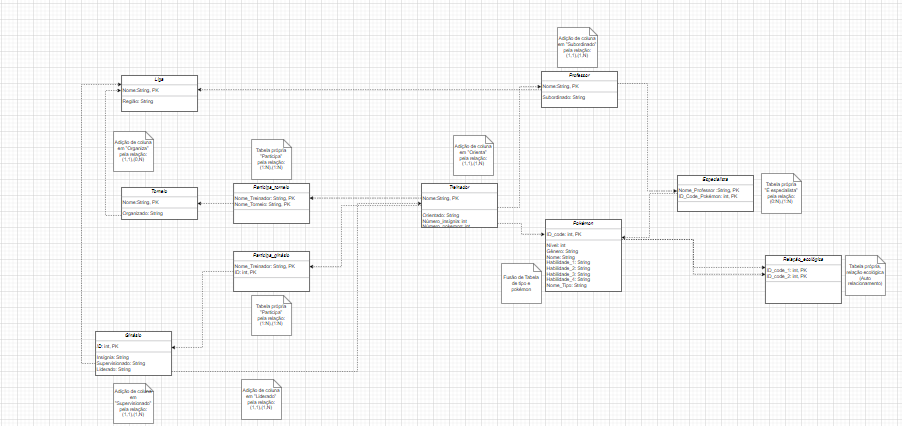 Adição de coluna
em "Subordinado"
pela relação:
(1,1),(1,N)
Professor
Nome:String, PK
Subordinado: String
Liga
Nome:String, PK
Região: String
Adição de coluna
em "Organiza"
pela relação:
(1,1),(0,N)
Tabela própria
"Participa"
pela relação:
(1:N),(1:N)
Adição de coluna
em "Orienta"
pela relação:
(1,1),(1,N)
Torneio
Nome:String, PK
Organizado: String
Participa_torneio
Nome_Treinador: String, PK
Nome_Torneio: String, PK
Treinador
Nome:String, PK
Orientado: String
Número_insígnia: int
Número_pokémon: int
Especialista
Nome_Professor :String, PK
ID_Code_Pokémon: int, PK
Tabela própria
"É especialista"
pela relação:
(0:N),(1:N)
Pokémon
ID_code: int, PK
Nível: int
Gênero: String
Nome: String
Habilidade_1: String
Habilidade_2: String
Habilidade_3: String
Habilidade_4: String
Nome_Tipo: String
Participa_ginásio
Nome_Treinador: String, PK
ID: int, PK
Fusão de Tabela
de tipo e
pokémon
Relação_ecológica
ID_code_1: int, PK
ID_code_2: int, PK
Tabela própria,
relação ecológica
(Auto
relacionamento)
Tabela própria
"Participa"
pela relação:
(1:N),(1:N)
Ginásio
ID: int, PK
Insígnia: String
Supervisionado: String
Liderado: String
Adição de coluna
em
"Supervisionado"
pela relação:
(1,1),(1,N)
Adição de coluna
em "Liderado"
pela relação:
(1,1),(1,N)